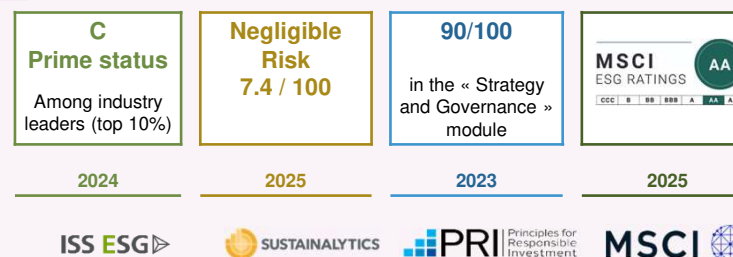 C
Prime status
Among industry
leaders (top 10%)
Negligible
Risk
7.4 / 100
90/100
in the « Strategy
and Governance »
module
MSCI
ESG RATINGS
AA
CCC B BB BBB A AA
2024
2025
2023
2025
ISS ESG
SUSTAINALYTICS
PRI
Principles for
Responsible
Investment
MSCI